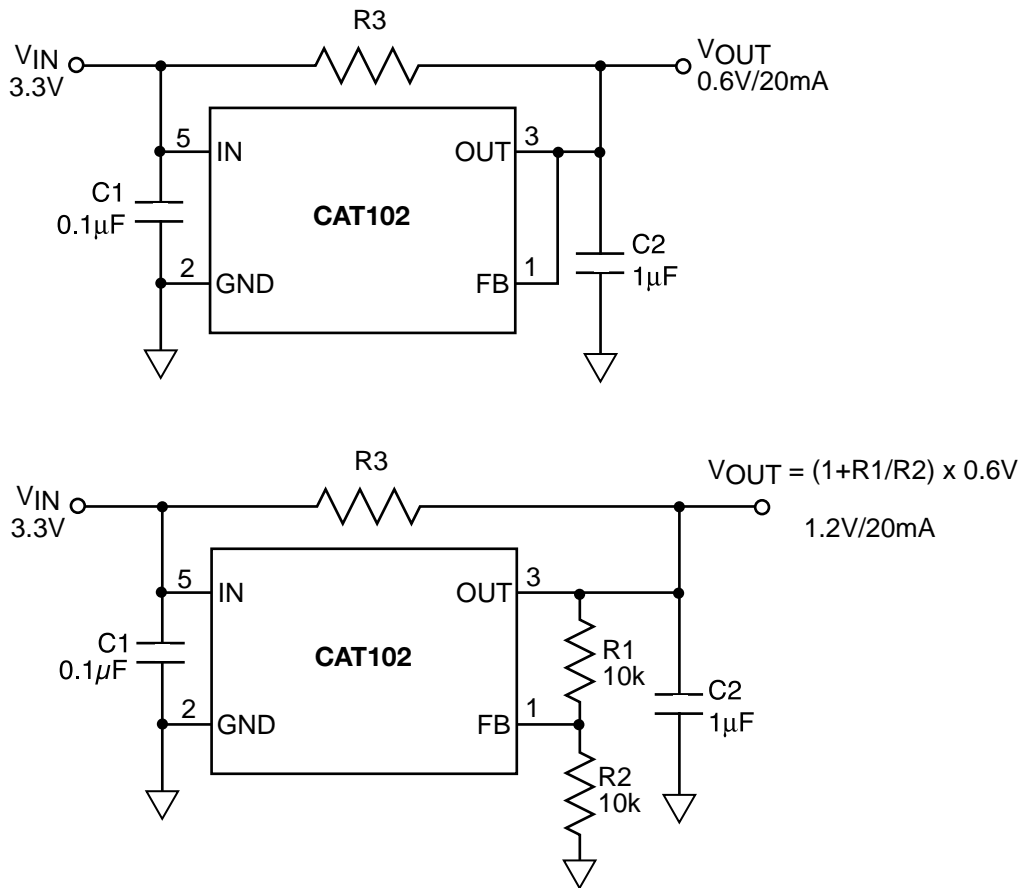 R3
VIN
3.3V
VOUT
0.6V/20mA
5
IN
OUT
3
C1
0.1μF
CAT102
C2
1μF
2
GND
FB
1
R3
VOUT = (1+R1/R2) x 0.6V
VIN
3.3V
1.2V/20mA
5
IN
OUT
3
C1
0.1μF
CAT102
R1
10k
C2
1μF
2
GND
FB
1
R2
10k